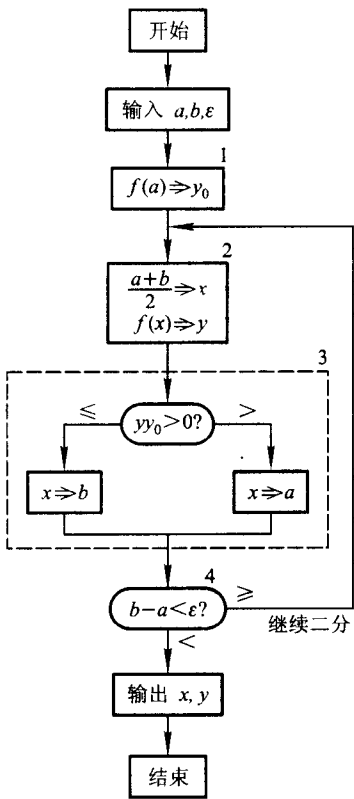 开始
输入 a,b,ε
1
f(a)⇒y₀
2
a+b
2
⇒x
f(x)⇒y
3
≤
yy₀>0?
>
x⇒b
x⇒a
4
b−a<ε?
≥
继续二分
<
输出 x, y
结束